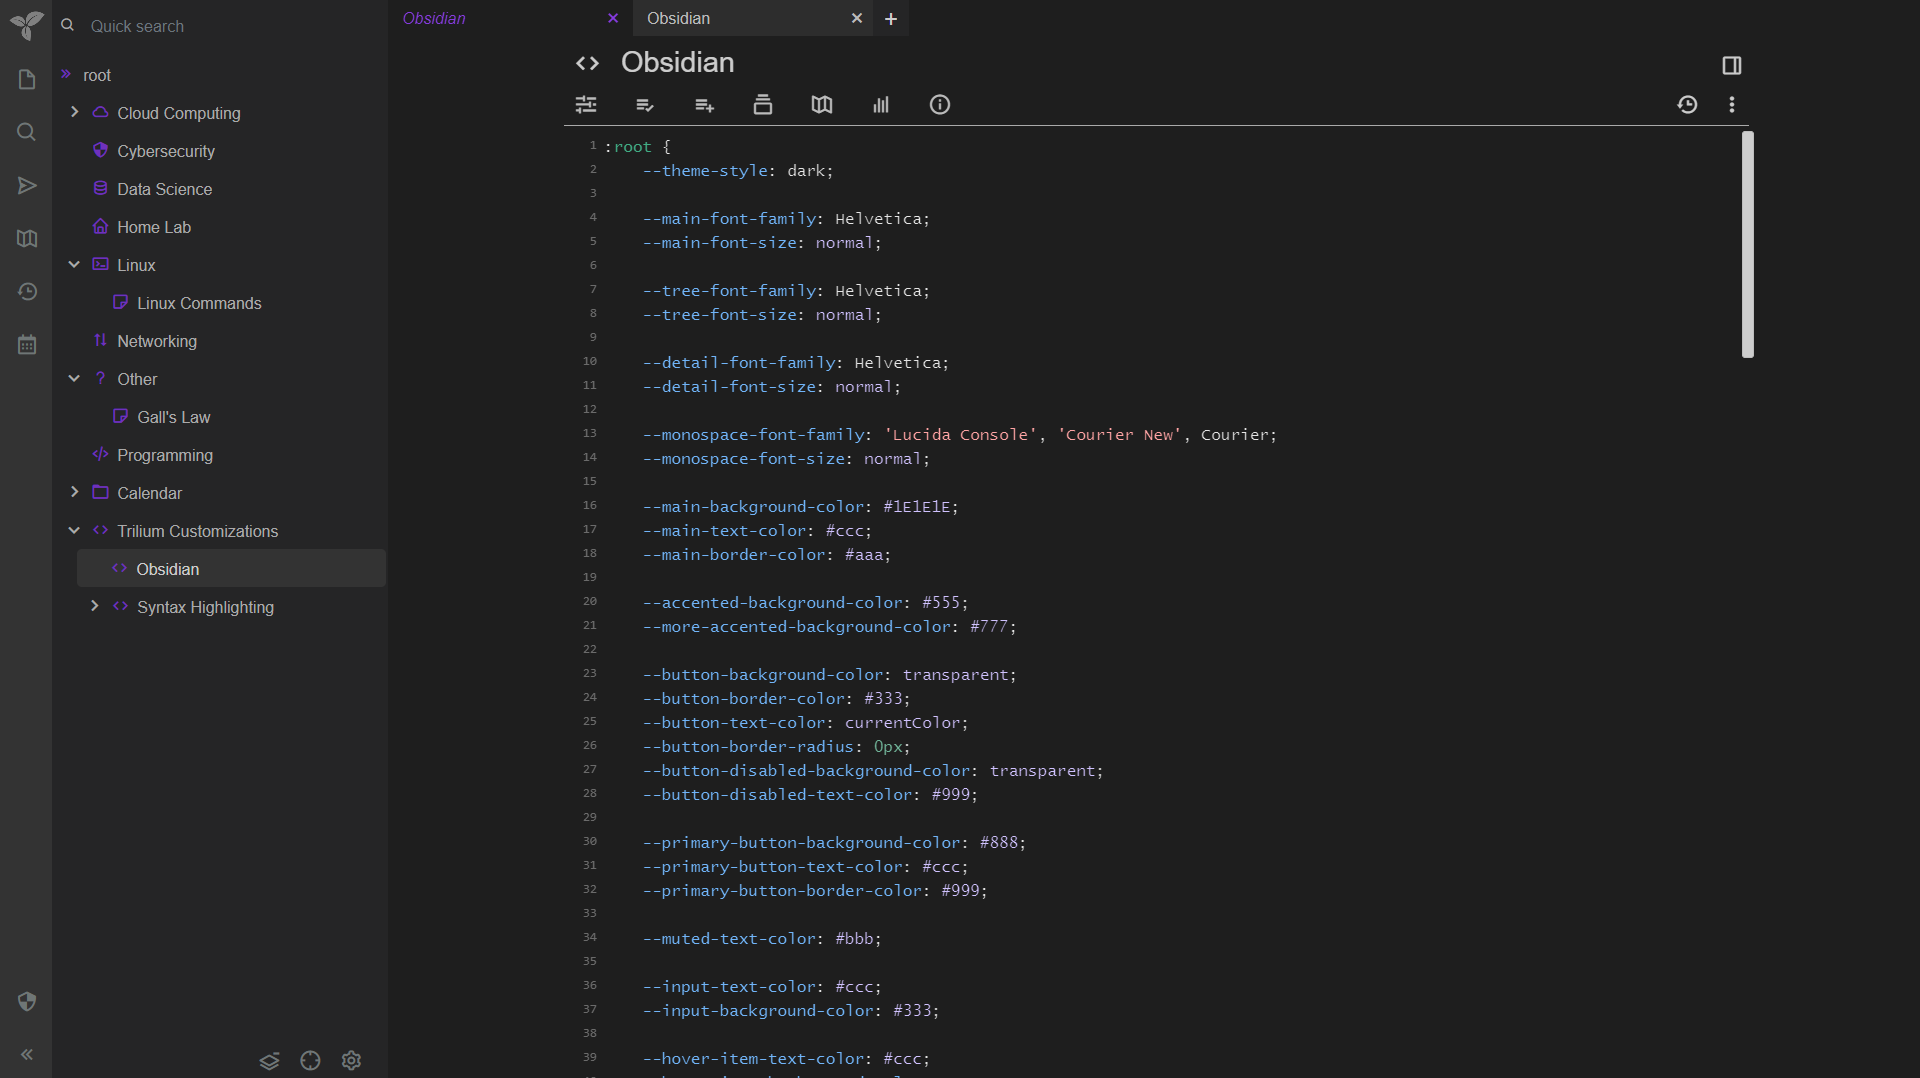 Quick search
root
Cloud Computing
Cybersecurity
Data Science
Home Lab
Linux
Linux Commands
Networking
Other
Gall's Law
Programming
Calendar
Trilium Customizations
Obsidian
Syntax Highlighting
Obsidian
Obsidian
Obsidian
1 :root {
2 --theme-style: dark;
3
4 --main-font-family: Helvetica;
5 --main-font-size: normal;
6
7 --tree-font-family: Helvetica;
8 --tree-font-size: normal;
9
10 --detail-font-family: Helvetica;
11 --detail-font-size: normal;
12
13 --monospace-font-family: 'Lucida Console', 'Courier New', Courier;
14 --monospace-font-size: normal;
15
16 --main-background-color: #1E1E1E;
17 --main-text-color: #ccc;
18 --main-border-color: #aaa;
19
20 --accented-background-color: #555;
21 --more-accented-background-color: #777;
22
23 --button-background-color: transparent;
24 --button-border-color: #333;
25 --button-text-color: currentColor;
26 --button-border-radius: 0px;
27 --button-disabled-background-color: transparent;
28 --button-disabled-text-color: #999;
29
30 --primary-button-background-color: #888;
31 --primary-button-text-color: #ccc;
32 --primary-button-border-color: #999;
33
34 --muted-text-color: #bbb;
35
36 --input-text-color: #ccc;
37 --input-background-color: #333;
38
39 --hover-item-text-color: #ccc;